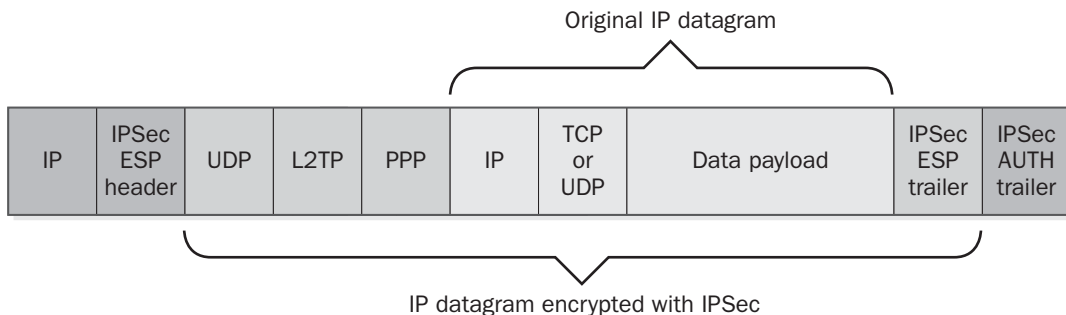 Original IP datagram
IP
IPSec
ESP
header
UDP
L2TP
PPP
IP
TCP
or
UDP
Data payload
IPSec
ESP
trailer
IPSec
AUTH
trailer
IP datagram encrypted with IPSec